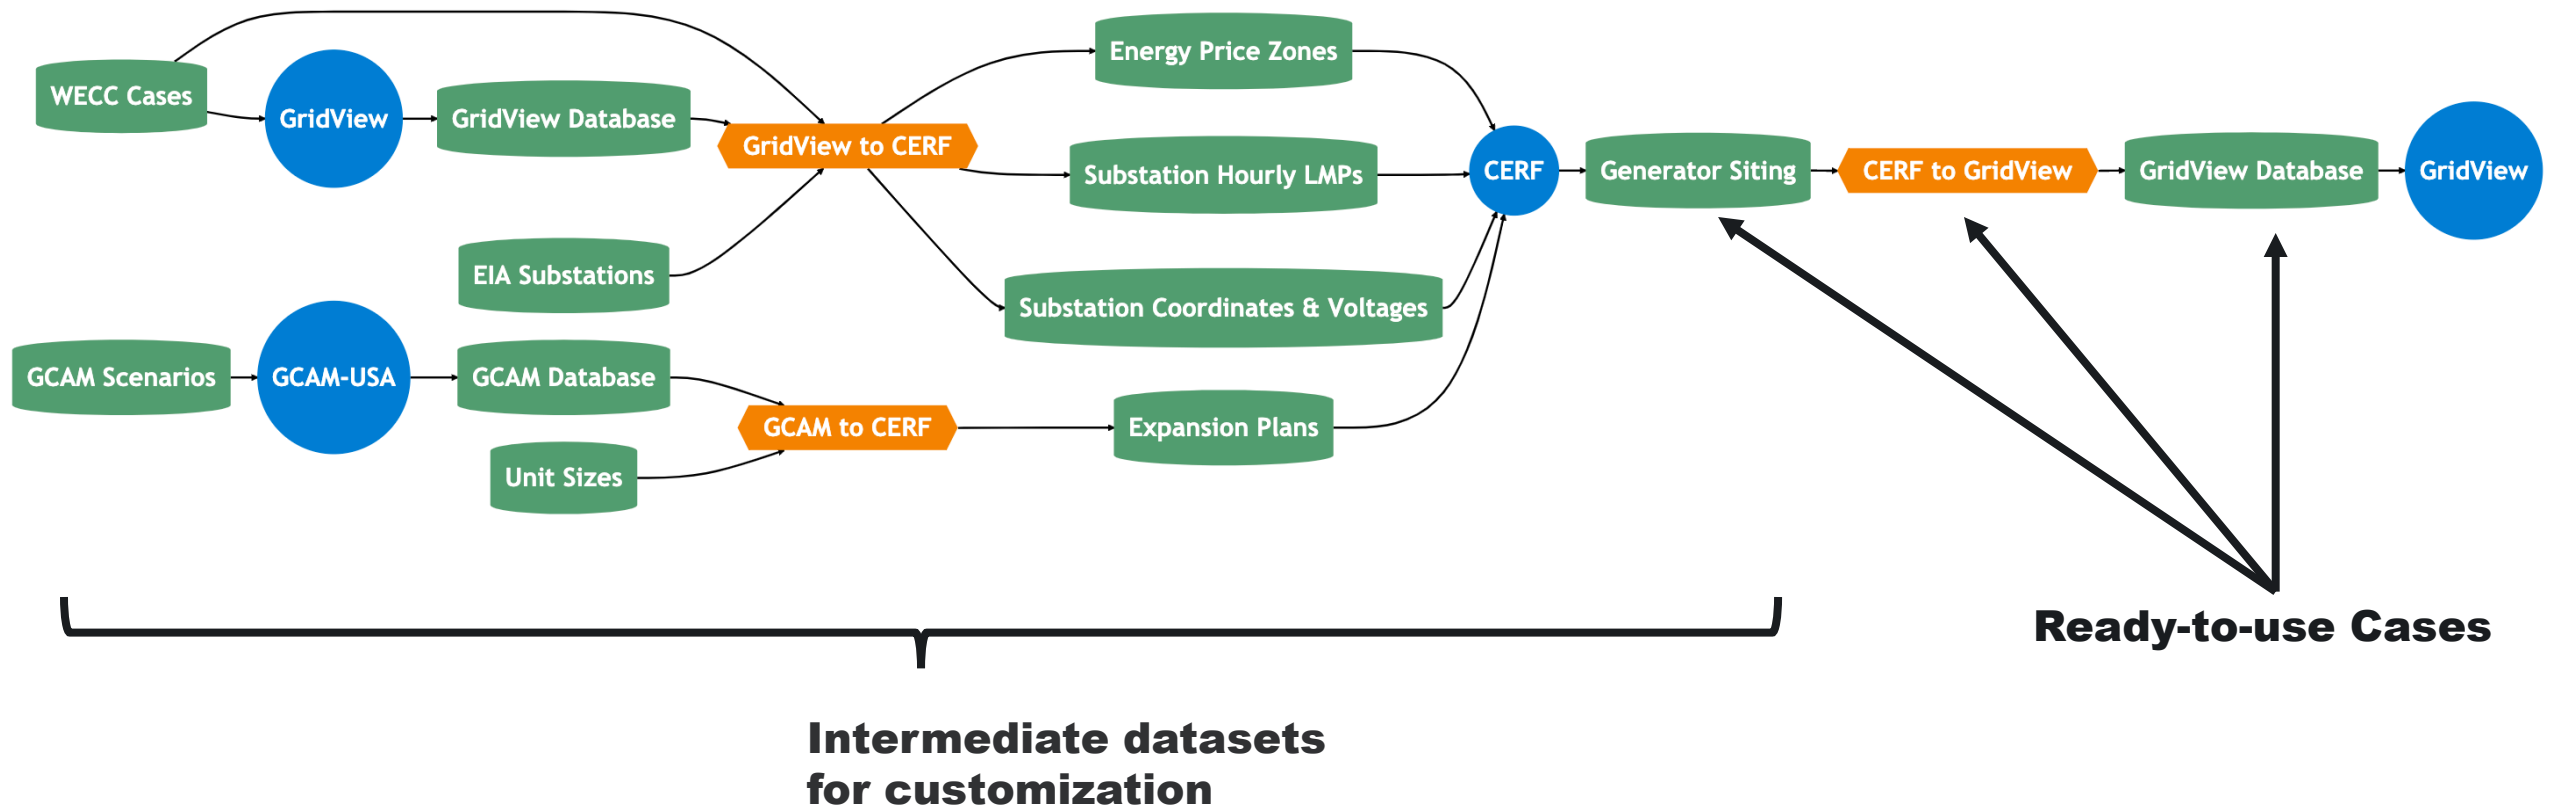 WECC Cases
GridView
GridView Database
GridView to CERF
EIA Substations
GCAM Scenarios
GCAM-USA
GCAM Database
Unit Sizes
GCAM to CERF
Energy Price Zones
Substation Hourly LMPs
Substation Coordinates & Voltages
Expansion Plans
CERF
Generator Siting
CERF to GridView
GridView Database
GridView
Ready-to-use Cases
Intermediate datasets
for customization